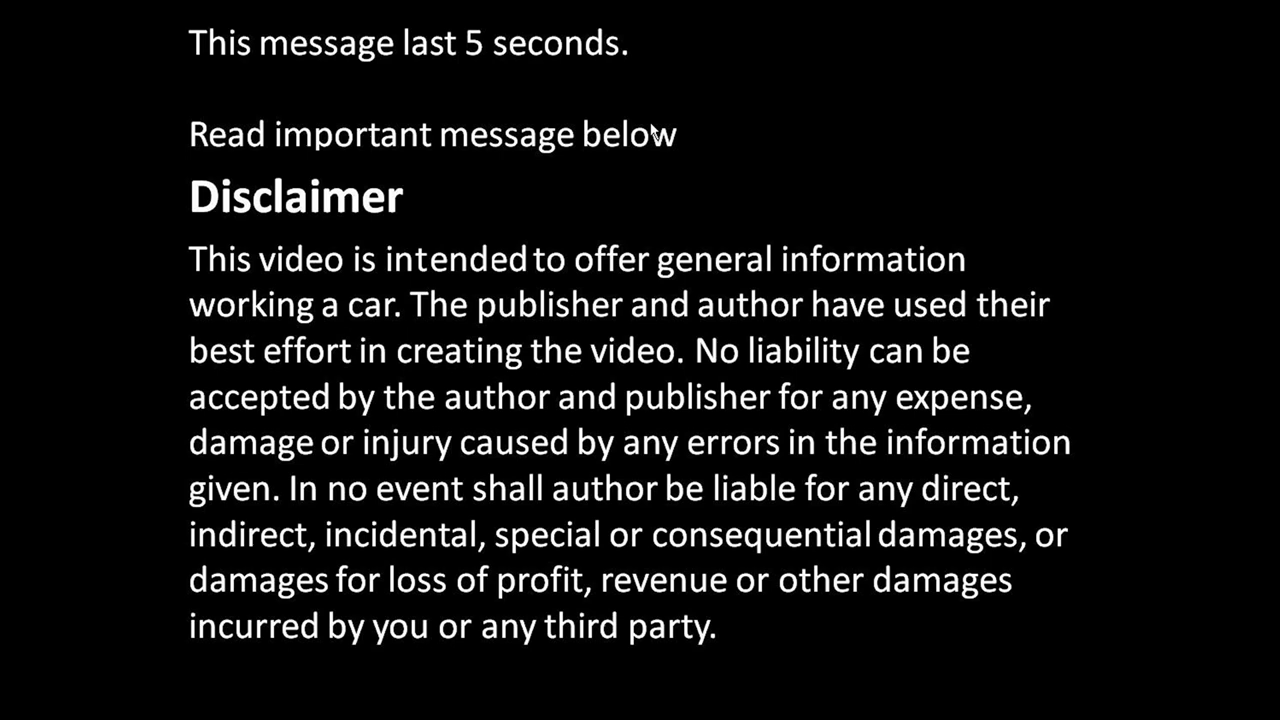 This message last 5 seconds.
Read important message below
Disclaimer
This video is intended to offer general information
working a car. The publisher and author have used their
best effort in creating the video. No liability can be
accepted by the author and publisher for any expense,
damage or injury caused by any errors in the information
given. In no event shall author be liable for any direct,
indirect, incidental, special or consequential damages, or
damages for loss of profit, revenue or other damages
incurred by you or any third party.